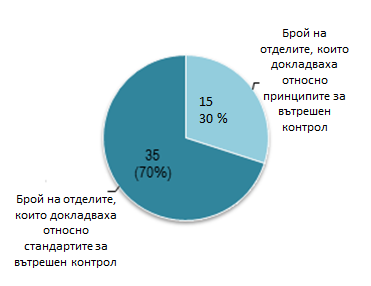 Брой на
отделите, които
докладваха
относно
принципите за
вътрешен
контрол
15
30 %
35
(70%)
Брой на отделите,
които докладваха
относно
стандартите за
вътрешен контрол